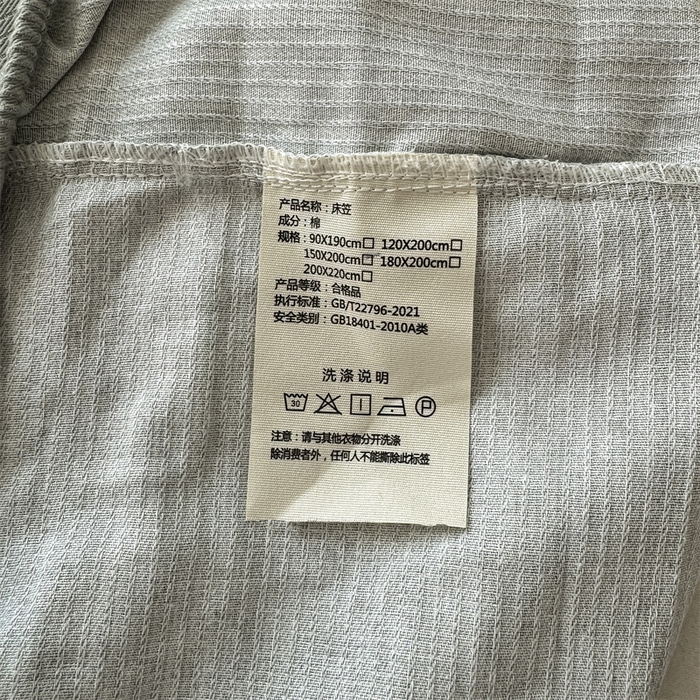 产品名称：床笠
成分：棉
规格：90X190cm□ 120X200cm□
150X200cm□ 180X200cm□
200X220cm□
产品等级：合格品
执行标准：GB/T22796-2021
安全类别：GB18401-2010A类
洗涤说明
30 P
注意：请与其他衣物分开洗涤
除消费者外，任何人不能撕除此标签